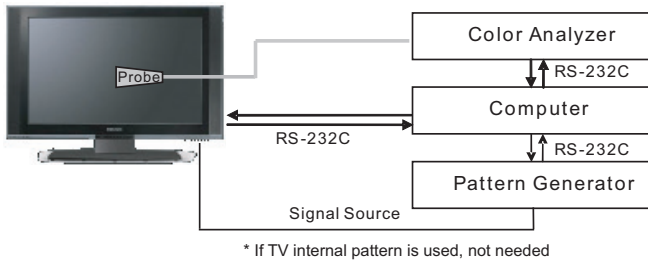 Color Analyzer
Probe
RS-232C
Computer
RS-232C
RS-232C
Pattern Generator
Signal Source
* If TV internal pattern is used, not needed